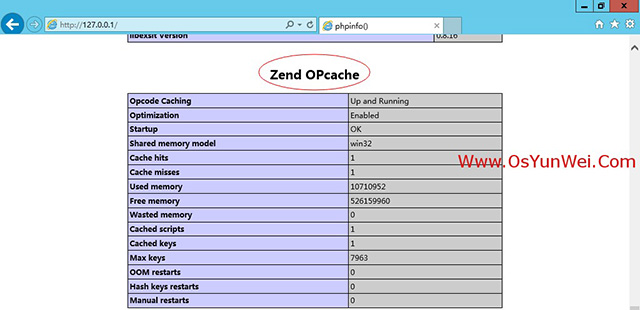 http://127.0.0.1/
phpinfo()
libexslt Version 0.8.16
Zend OPcache
Opcode Caching Up and Running
Optimization Enabled
Startup OK
Shared memory model win32
Cache hits 1
Www.OsYunWei.Com
Cache misses 1
Used memory 10710952
Free memory 526159960
Wasted memory 0
Cached scripts 1
Cached keys 1
Max keys 7963
OOM restarts 0
Hash keys restarts 0
Manual restarts 0